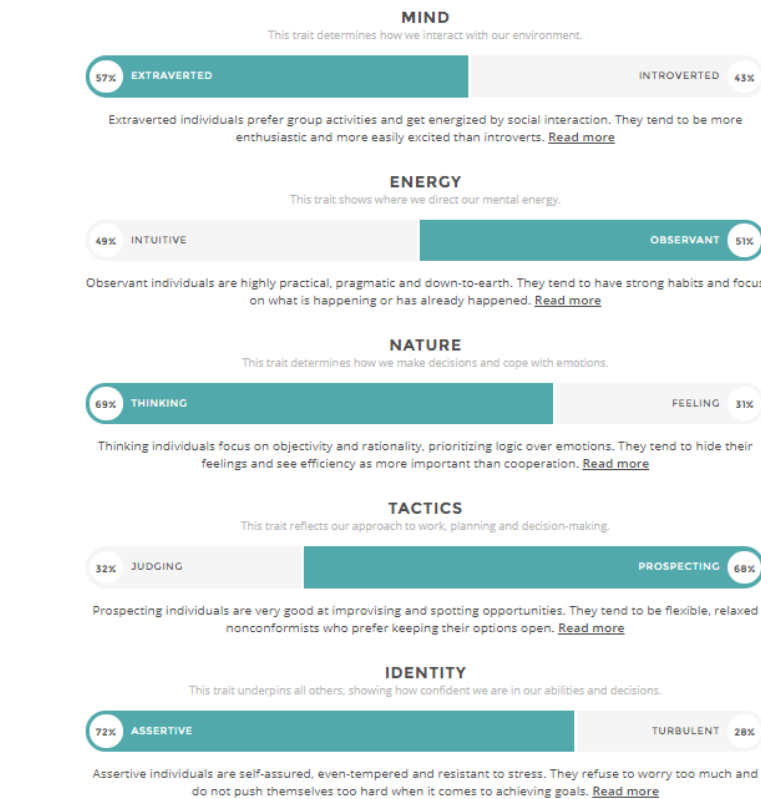 MIND
This trait determines how we interact with our environment.
57% EXTRAVERTED INTROVERTED 43%
Extraverted individuals prefer group activities and get energized by social interaction. They tend to be more
enthusiastic and more easily excited than introverts. Read more
ENERGY
This trait shows where we direct our mental energy.
49% INTUITIVE OBSERVANT 51%
Observant individuals are highly practical, pragmatic and down-to-earth. They tend to have strong habits and focus
on what is happening or has already happened. Read more
NATURE
This trait determines how we make decisions and cope with emotions.
69% THINKING FEELING 31%
Thinking individuals focus on objectivity and rationality, prioritizing logic over emotions. They tend to hide their
feelings and see efficiency as more important than cooperation. Read more
TACTICS
This trait reflects our approach to work, planning and decision-making.
32% JUDGING PROSPECTING 68%
Prospecting individuals are very good at improvising and spotting opportunities. They tend to be flexible, relaxed
nonconformists who prefer keeping their options open. Read more
IDENTITY
This trait underpins all others, showing how confident we are in our abilities and decisions.
72% ASSERTIVE TURBULENT 28%
Assertive individuals are self-assured, even-tempered and resistant to stress. They refuse to worry too much and
do not push themselves too hard when it comes to achieving goals. Read more